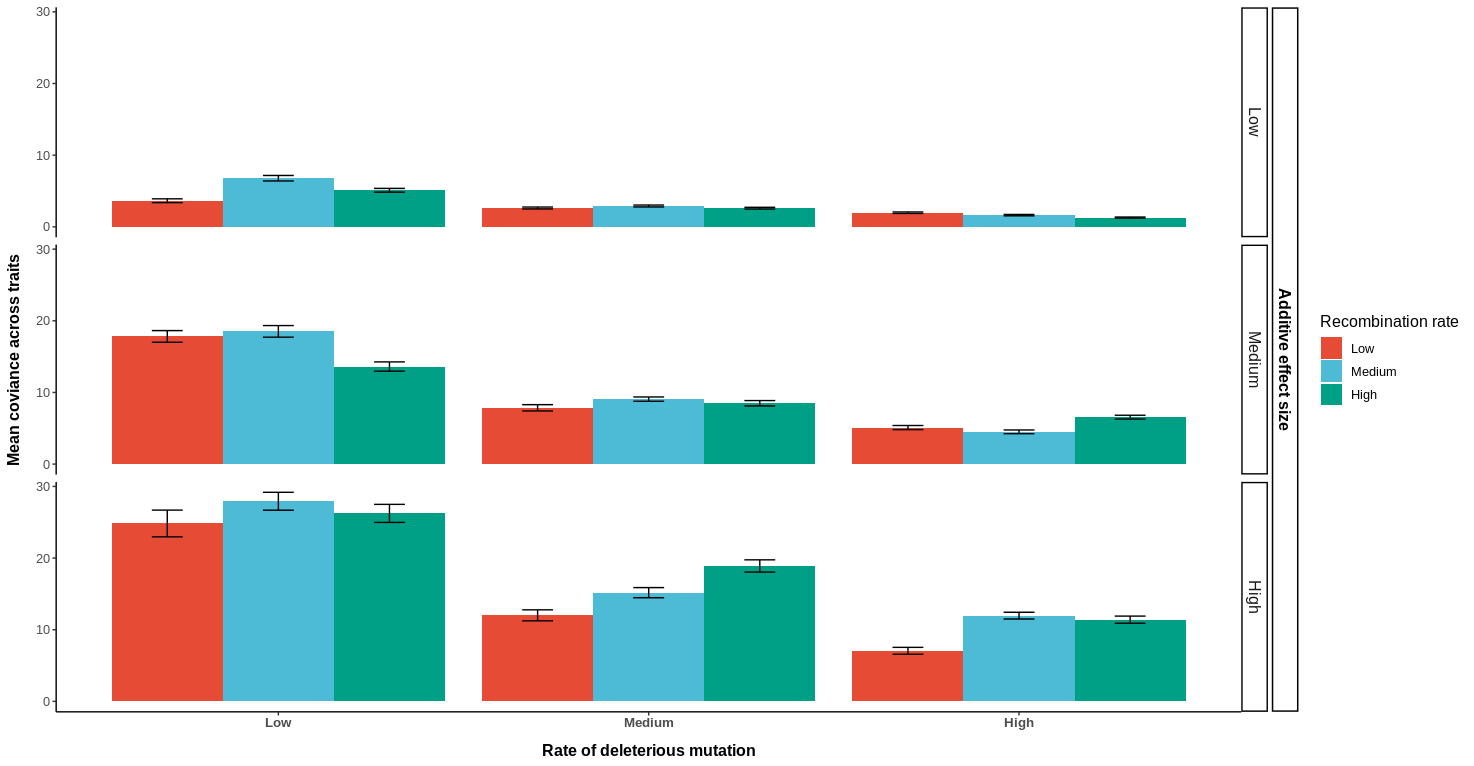 Mean coviance across traits
30
20
10
0
Low
30
20
10
0
Medium
30
20
10
0
High
Additive effect size
Low
Medium
High
Rate of deleterious mutation
Recombination rate
Low
Medium
High